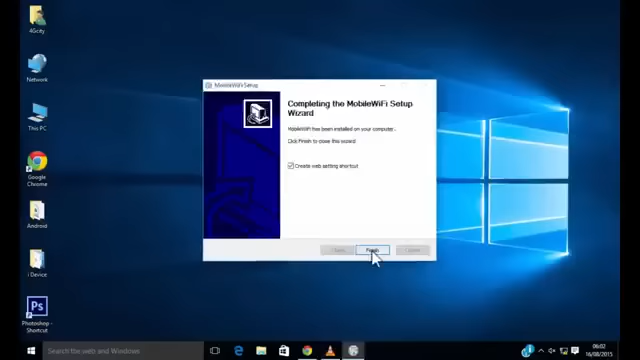 4Gcity
Network
This PC
Google
Chrome
Android
i Device
Ps
Photoshop -
Shortcut
MobileWiFi Setup
Completing the MobileWiFi Setup
Wizard
MobileWiFi has been installed on your computer.
Click Finish to close this wizard
Create web setting shortcut
Finish
Search the web and Windows
06:02
16/08/2015